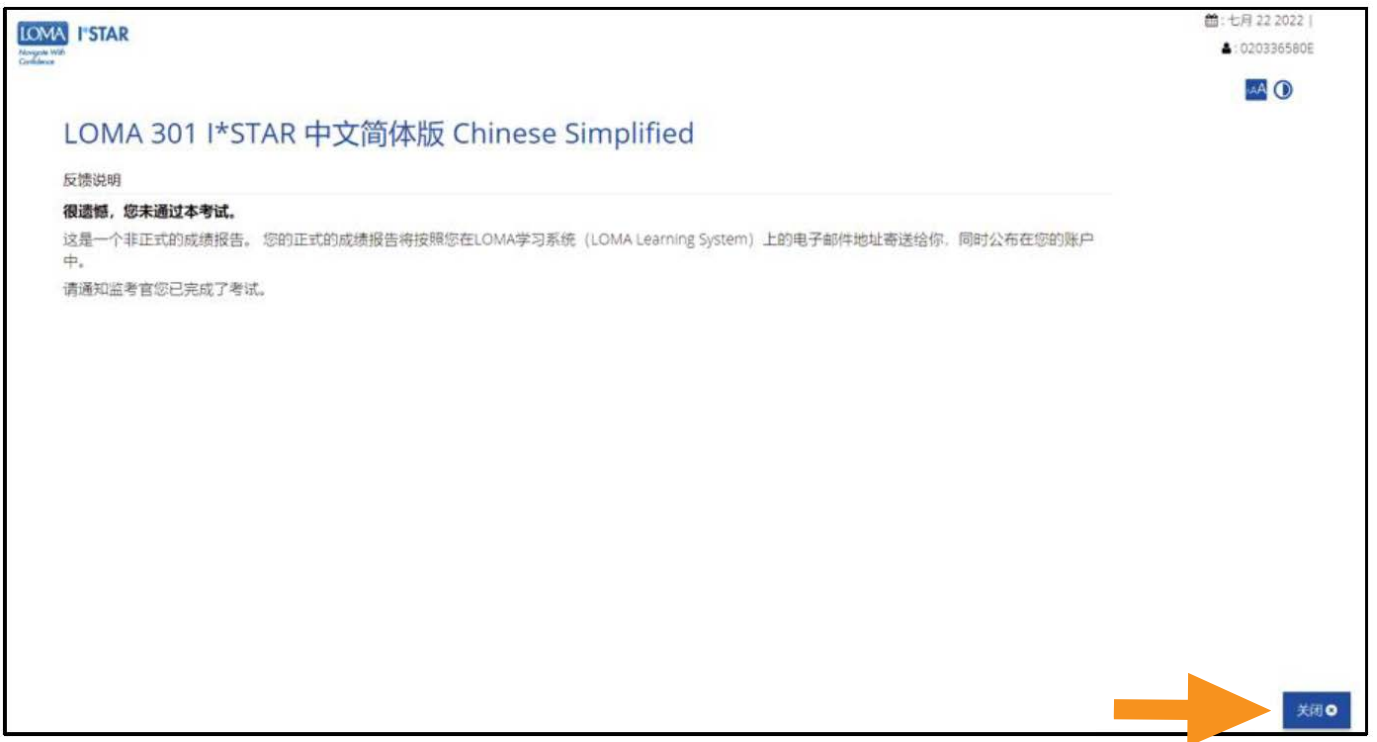 LOMA I*STAR
Navigate With
Confidence
: 七月 22 2022 |
: 020336580E
AAA
LOMA 301 I*STAR 中文简体版 Chinese Simplified
反馈说明
很遗憾，您未通过本考试。
这是一个非正式的成绩报告。 您的正式的成绩报告将按照您在LOMA学习系统（LOMA Learning System）上的电子邮件地址寄送给你，同时公布在您的账户
中。
请通知监考官您已完成了考试。
关闭